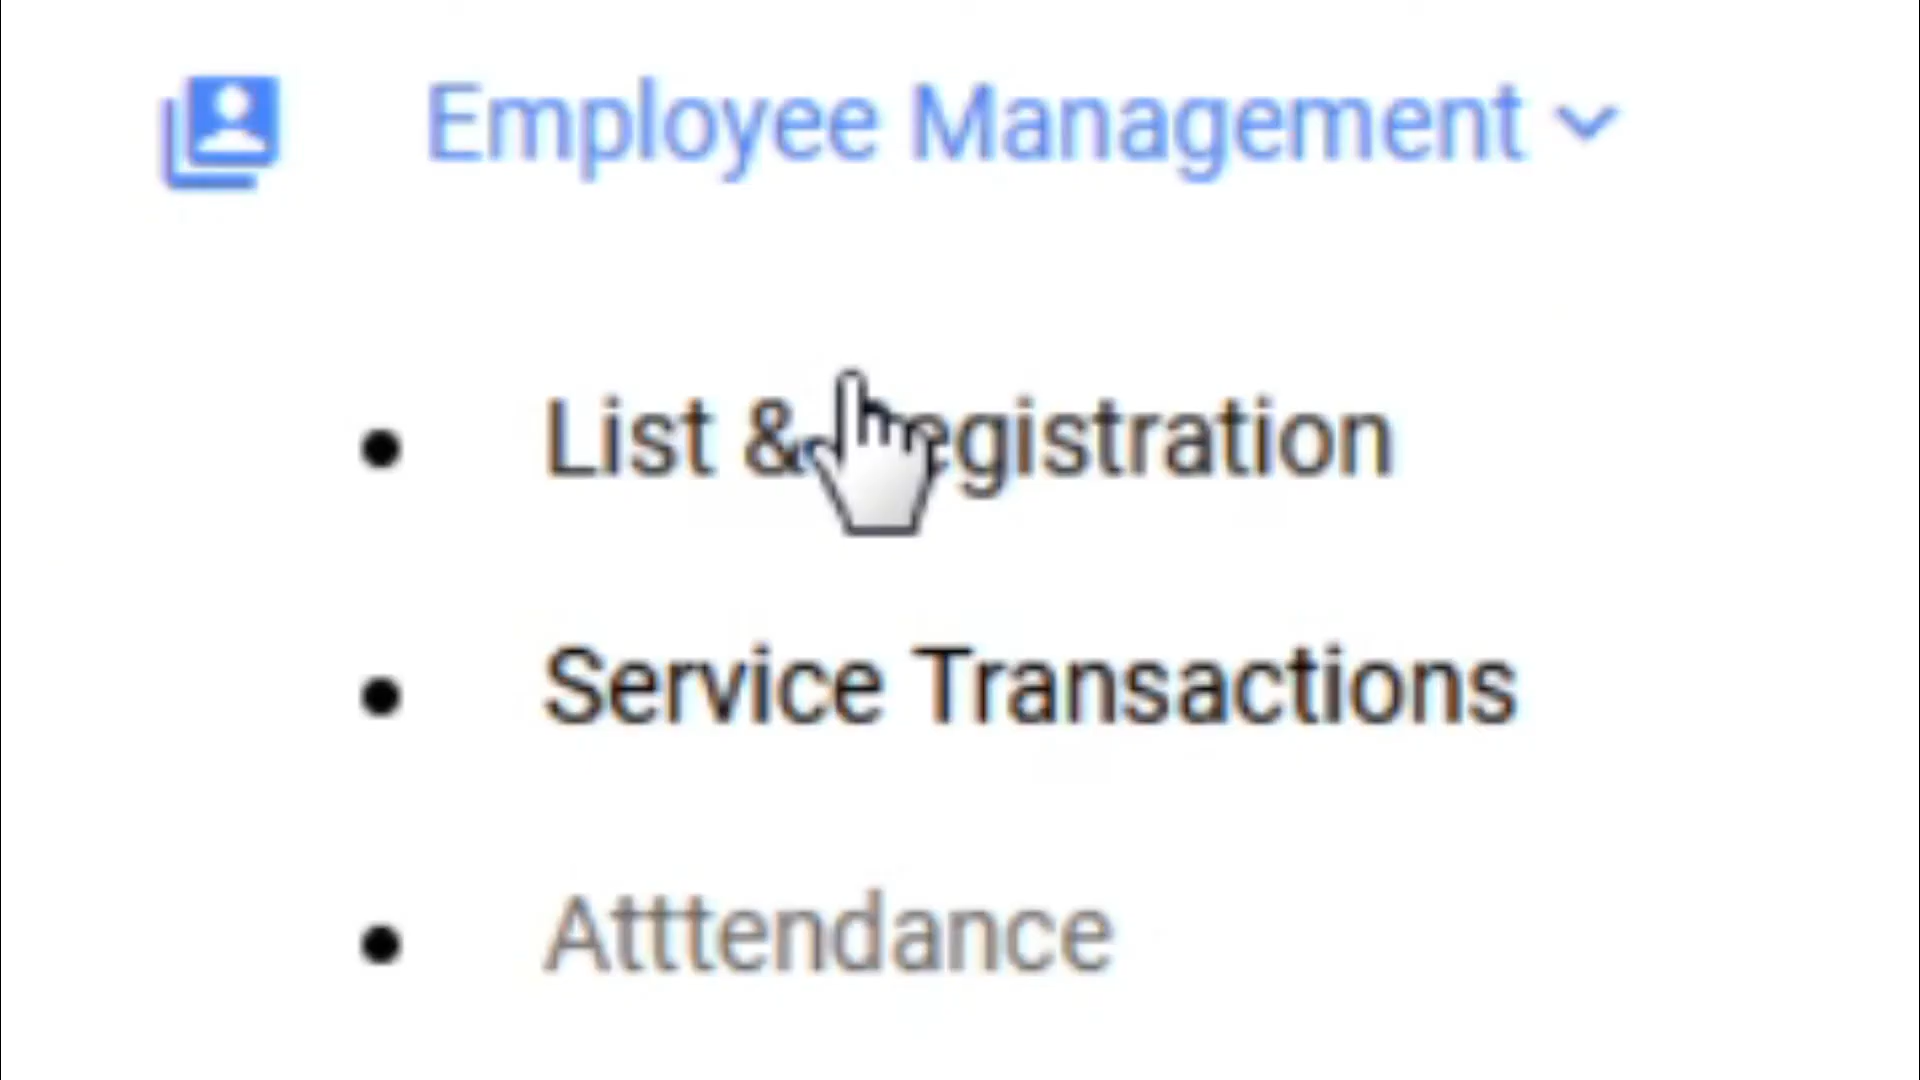 Employee Management
List & Registration
Service Transactions
Atttendance